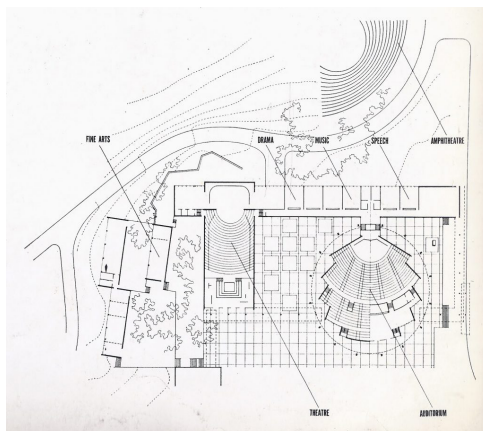 FINE ARTS
DRAMA
MUSIC
SPEECH
AMPHITHEATRE
THEATRE
AUDITORIUM